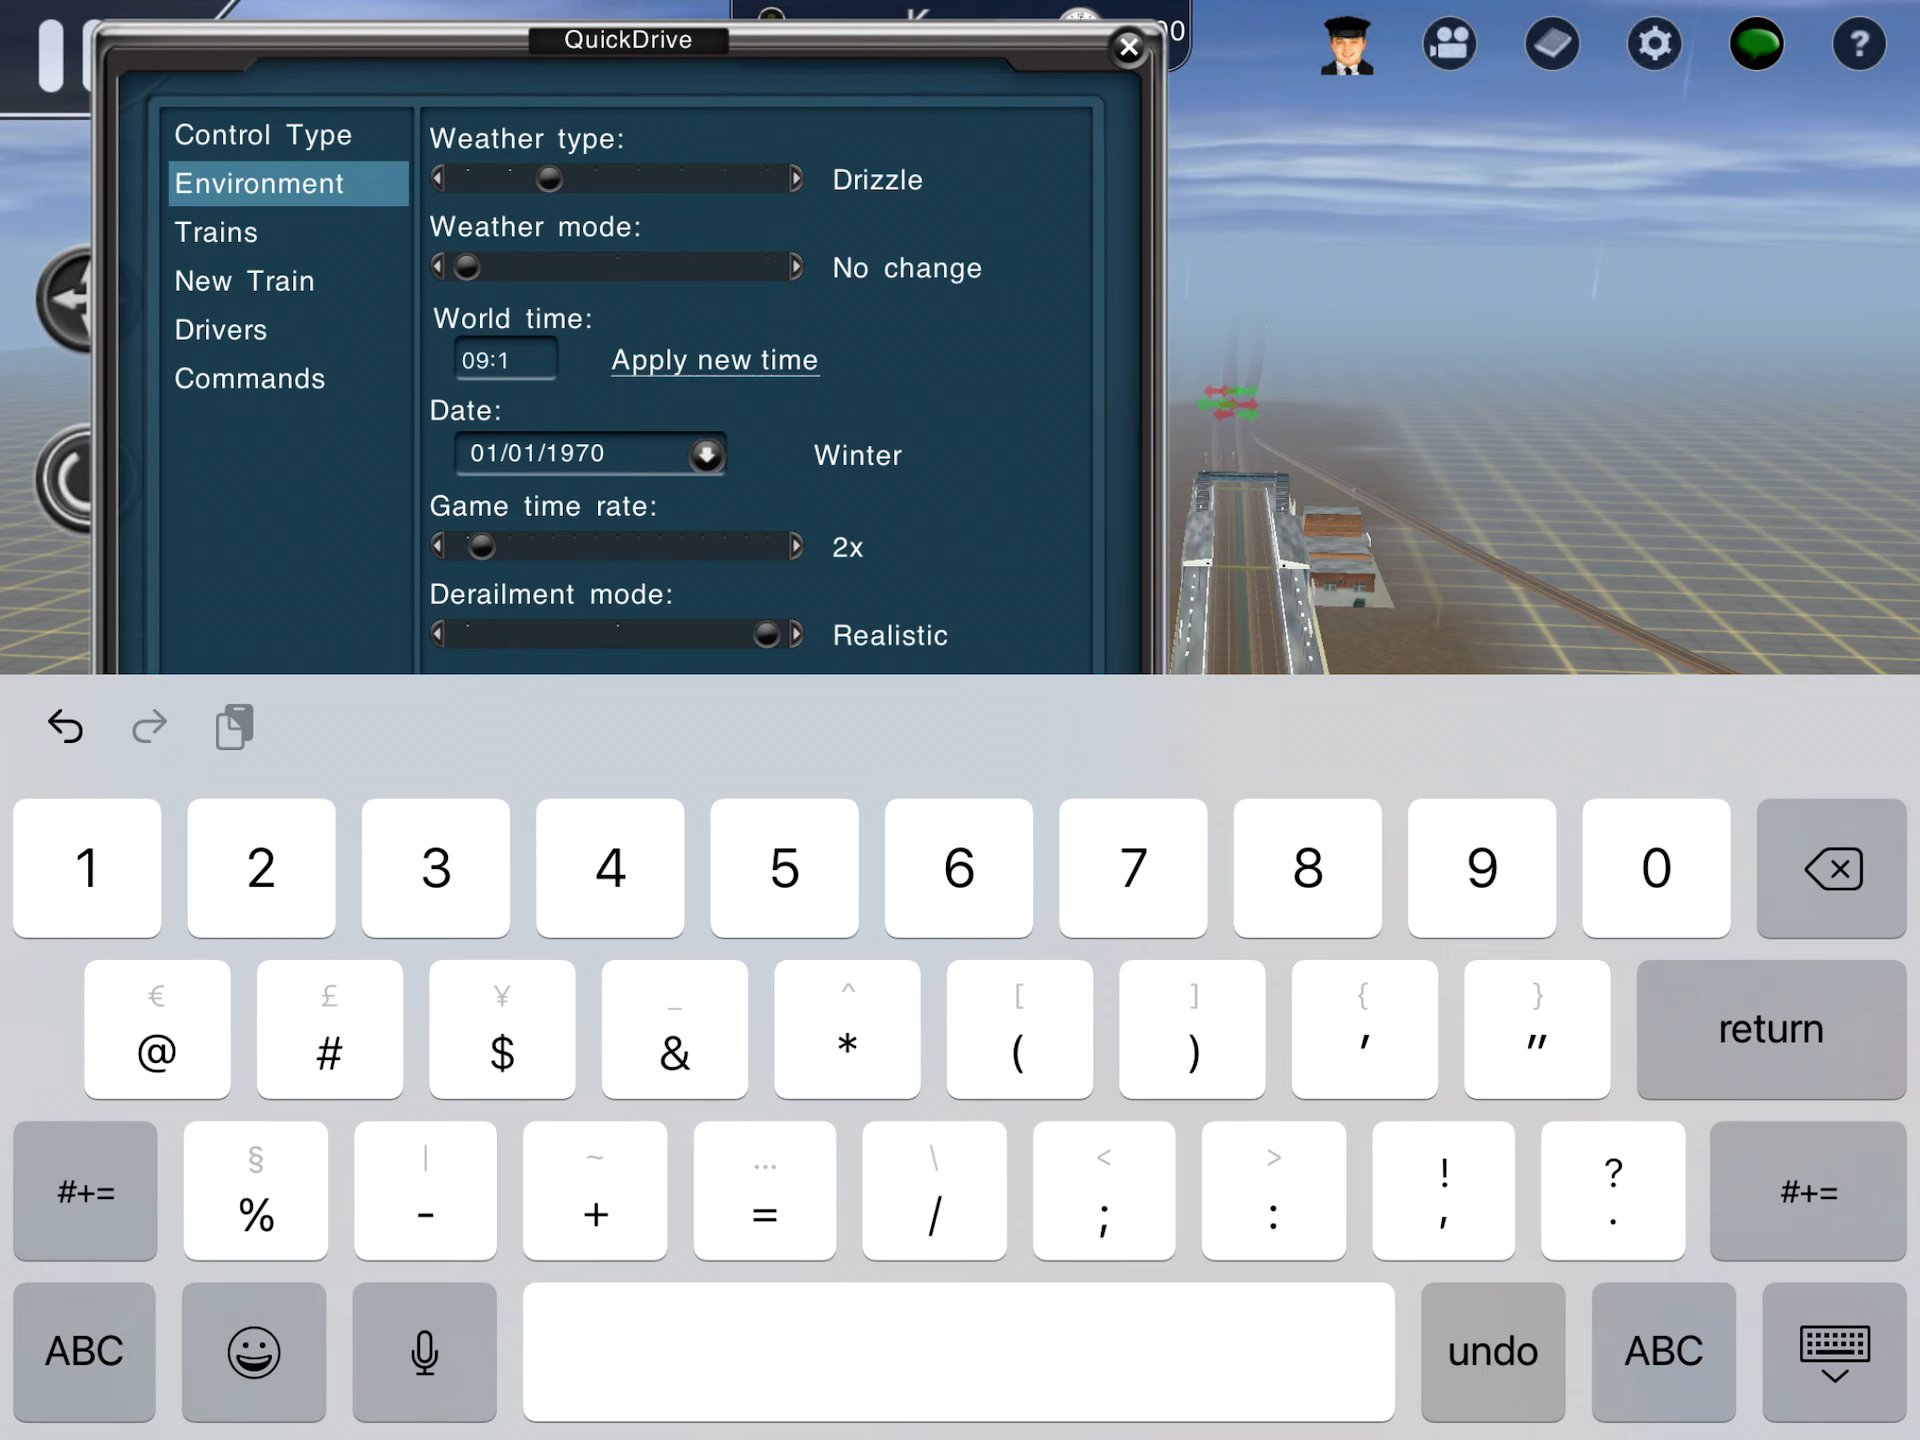 QuickDrive
Control Type
Environment
Trains
New Train
Drivers
Commands
Weather type:
Drizzle
Weather mode:
No change
World time:
09:1 Apply new time
Date:
01/01/1970 Winter
Game time rate:
2x
Derailment mode:
Realistic
?
1 2 3 4 5 6 7 8 9 0
€ £ ¥ _ ^ [ ] { }
@ # $ & * ( ) ' " return
§ | ~ … \ < > ! ?
#+= % - + = / ; : , . #+=
ABC undo ABC